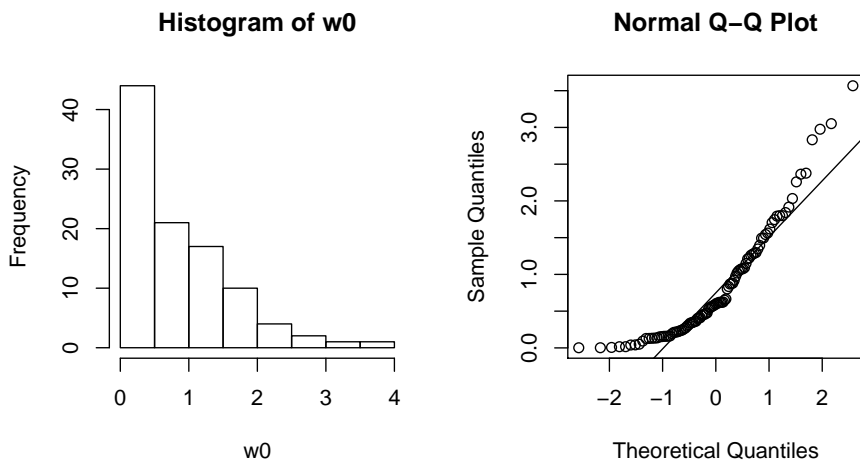 Histogram of w0
Frequency
0 10 20 30 40
0 1 2 3 4
w0
Normal Q−Q Plot
Sample Quantiles
0.0 1.0 2.0 3.0
−2 −1 0 1 2
Theoretical Quantiles